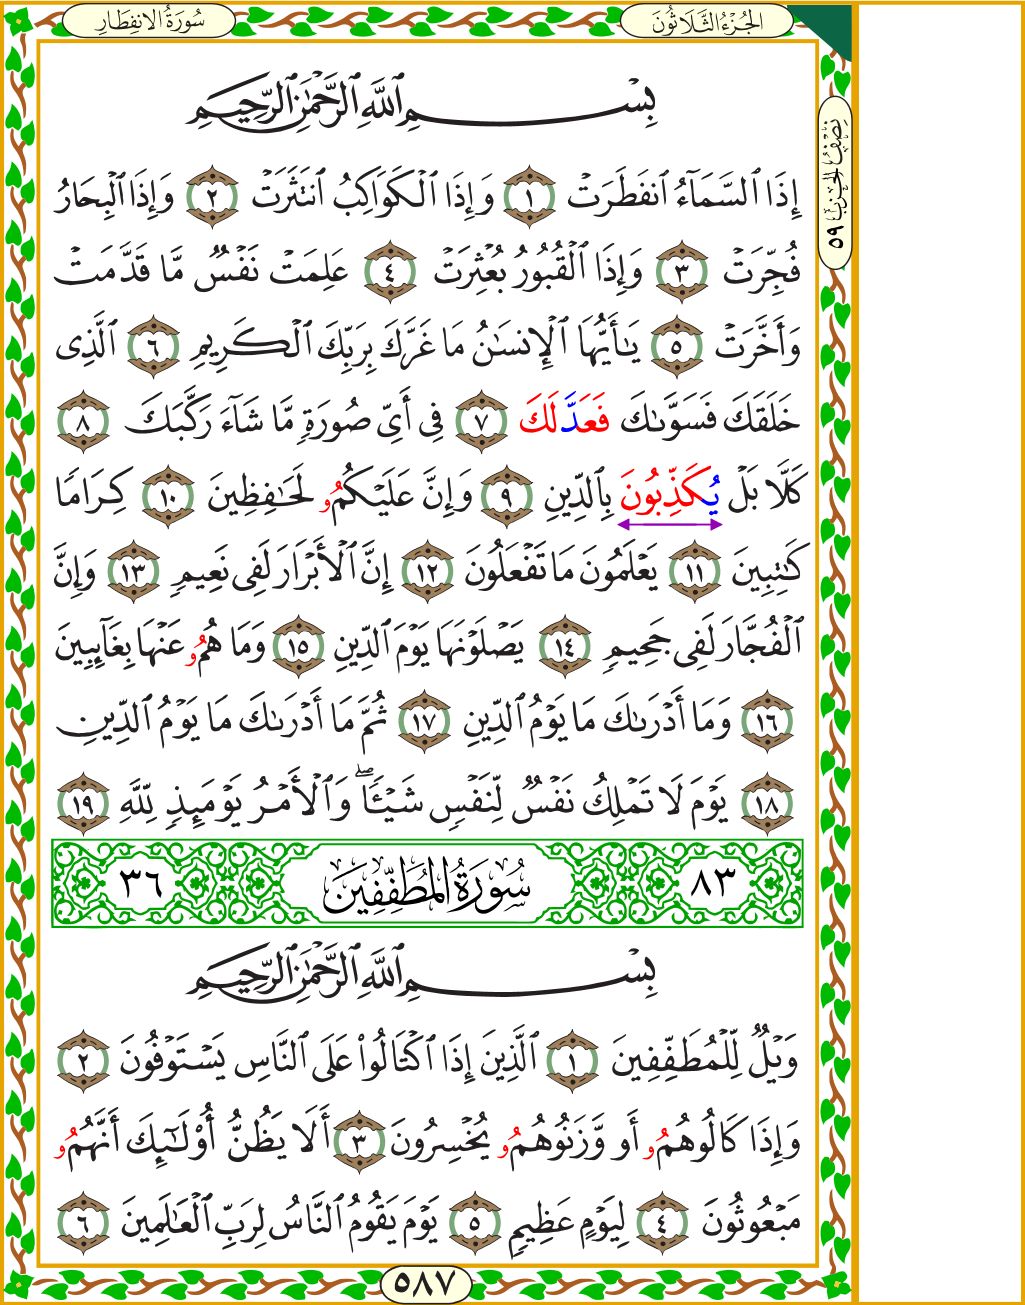 سُورَةُ الانفِطَارِ
الجُزْءُ الثَّلَاثُونَ
نِصْفُ الحِزْبِ ٥٩
بِسْمِ ٱللَّهِ ٱلرَّحْمَٰنِ ٱلرَّحِيمِ
إِذَا ٱلسَّمَآءُ ٱنفَطَرَتْ ١ وَإِذَا ٱلْكَوَاكِبُ ٱنتَثَرَتْ ٢ وَإِذَا ٱلْبِحَارُ
فُجِّرَتْ ٣ وَإِذَا ٱلْقُبُورُ بُعْثِرَتْ ٤ عَلِمَتْ نَفْسٌ مَّا قَدَّمَتْ
وَأَخَّرَتْ ٥ يَٰٓأَيُّهَا ٱلْإِنسَٰنُ مَا غَرَّكَ بِرَبِّكَ ٱلْكَرِيمِ ٦ ٱلَّذِى
خَلَقَكَ فَسَوَّىٰكَ فَعَدَّلَكَ ٧ فِىٓ أَىِّ صُورَةٍ مَّا شَآءَ رَكَّبَكَ ٨
كَلَّا بَلْ يُكَذِّبُونَ بِٱلدِّينِ ٩ وَإِنَّ عَلَيْكُمُو لَحَٰفِظِينَ ١٠ كِرَامًا
كَٰتِبِينَ ١١ يَعْلَمُونَ مَا تَفْعَلُونَ ١٢ إِنَّ ٱلْأَبْرَارَ لَفِى نَعِيمٍ ١٣ وَإِنَّ
ٱلْفُجَّارَ لَفِى جَحِيمٍ ١٤ يَصْلَوْنَهَا يَوْمَ ٱلدِّينِ ١٥ وَمَا هُمُو عَنْهَا بِغَآئِبِينَ
١٦ وَمَآ أَدْرَىٰكَ مَا يَوْمُ ٱلدِّينِ ١٧ ثُمَّ مَآ أَدْرَىٰكَ مَا يَوْمُ ٱلدِّينِ
١٨ يَوْمَ لَا تَمْلِكُ نَفْسٌ لِّنَفْسٍ شَيْـًٔا ۖ وَٱلْأَمْرُ يَوْمَئِذٍ لِّلَّهِ ١٩
٨٣ سُورَةُ المُطَفِّفِينَ ٣٦
بِسْمِ ٱللَّهِ ٱلرَّحْمَٰنِ ٱلرَّحِيمِ
وَيْلٌ لِّلْمُطَفِّفِينَ ١ ٱلَّذِينَ إِذَا ٱكْتَالُوا۟ عَلَى ٱلنَّاسِ يَسْتَوْفُونَ ٢
وَإِذَا كَالُوهُمُو أَو وَّزَنُوهُمُو يُخْسِرُونَ ٣ أَلَا يَظُنُّ أُو۟لَٰٓئِكَ أَنَّهُمُو
مَبْعُوثُونَ ٤ لِيَوْمٍ عَظِيمٍ ٥ يَوْمَ يَقُومُ ٱلنَّاسُ لِرَبِّ ٱلْعَٰلَمِينَ ٦
٥٨٧